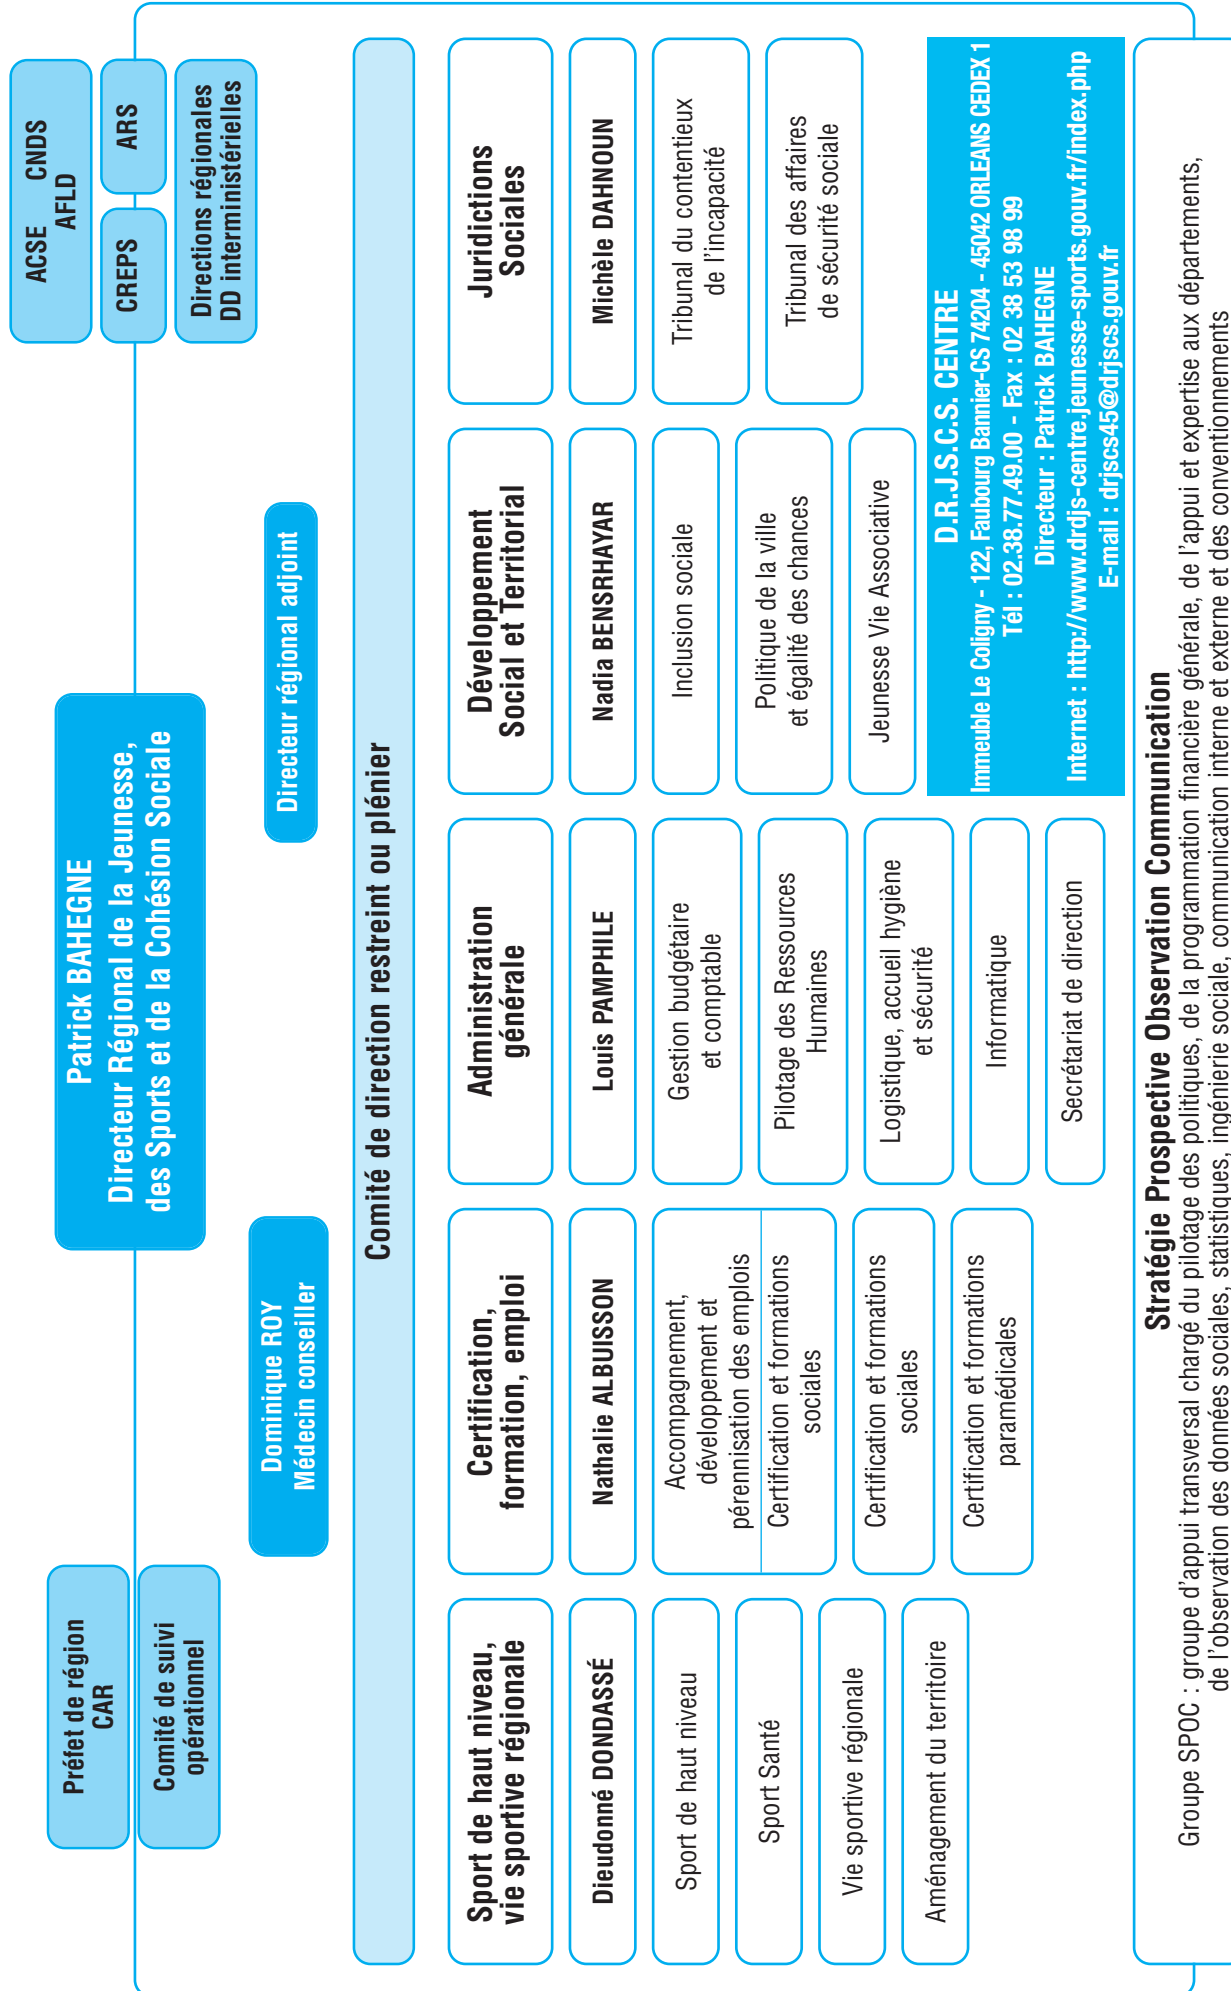 Préfet de région
CAR
Comité de suivi
opérationnel
Patrick BAHEGNE
Directeur Régional de la Jeunesse,
des Sports et de la Cohésion Sociale
ACSE CNDS
AFLD
CREPS
ARS
Directions régionales
DD interministérielles
Dominique ROY
Médecin conseiller
Directeur régional adjoint
Comité de direction restreint ou plénier
Sport de haut niveau,
vie sportive régionale
Dieudonné DONDASSÉ
Sport de haut niveau
Sport Santé
Vie sportive régionale
Aménagement du territoire
Certification,
formation, emploi
Nathalie ALBUISSON
Accompagnement,
développement et
pérennisation des emplois
Certification et formations
sociales
Certification et formations
sociales
Certification et formations
paramédicales
Administration
générale
Louis PAMPHILE
Gestion budgétaire
et comptable
Pilotage des Ressources
Humaines
Logistique, accueil hygiène
et sécurité
Informatique
Secrétariat de direction
Développement
Social et Territorial
Nadia BENSRHAYAR
Inclusion sociale
Politique de la ville
et égalité des chances
Jeunesse Vie Associative
Juridictions
Sociales
Michèle DAHNOUN
Tribunal du contentieux
de l'incapacité
Tribunal des affaires
de sécurité sociale
D.R.J.S.C.S. CENTRE
Immeuble Le Coligny - 122, Faubourg Bannier-CS 74204 - 45042 ORLEANS CEDEX 1
Tél : 02.38.77.49.00 - Fax : 02 38 53 98 99
Directeur : Patrick BAHEGNE
Internet : http://www.drdjs-centre.jeunesse-sports.gouv.fr/index.php
E-mail : drjscs45@drjscs.gouv.fr
Stratégie Prospective Observation Communication
Groupe SPOC : groupe d'appui transversal chargé du pilotage des politiques, de la programmation financière générale, de l'appui et expertise aux départements,
de l'observation des données sociales, statistiques, ingénierie sociale, communication interne et externe et des conventionnements